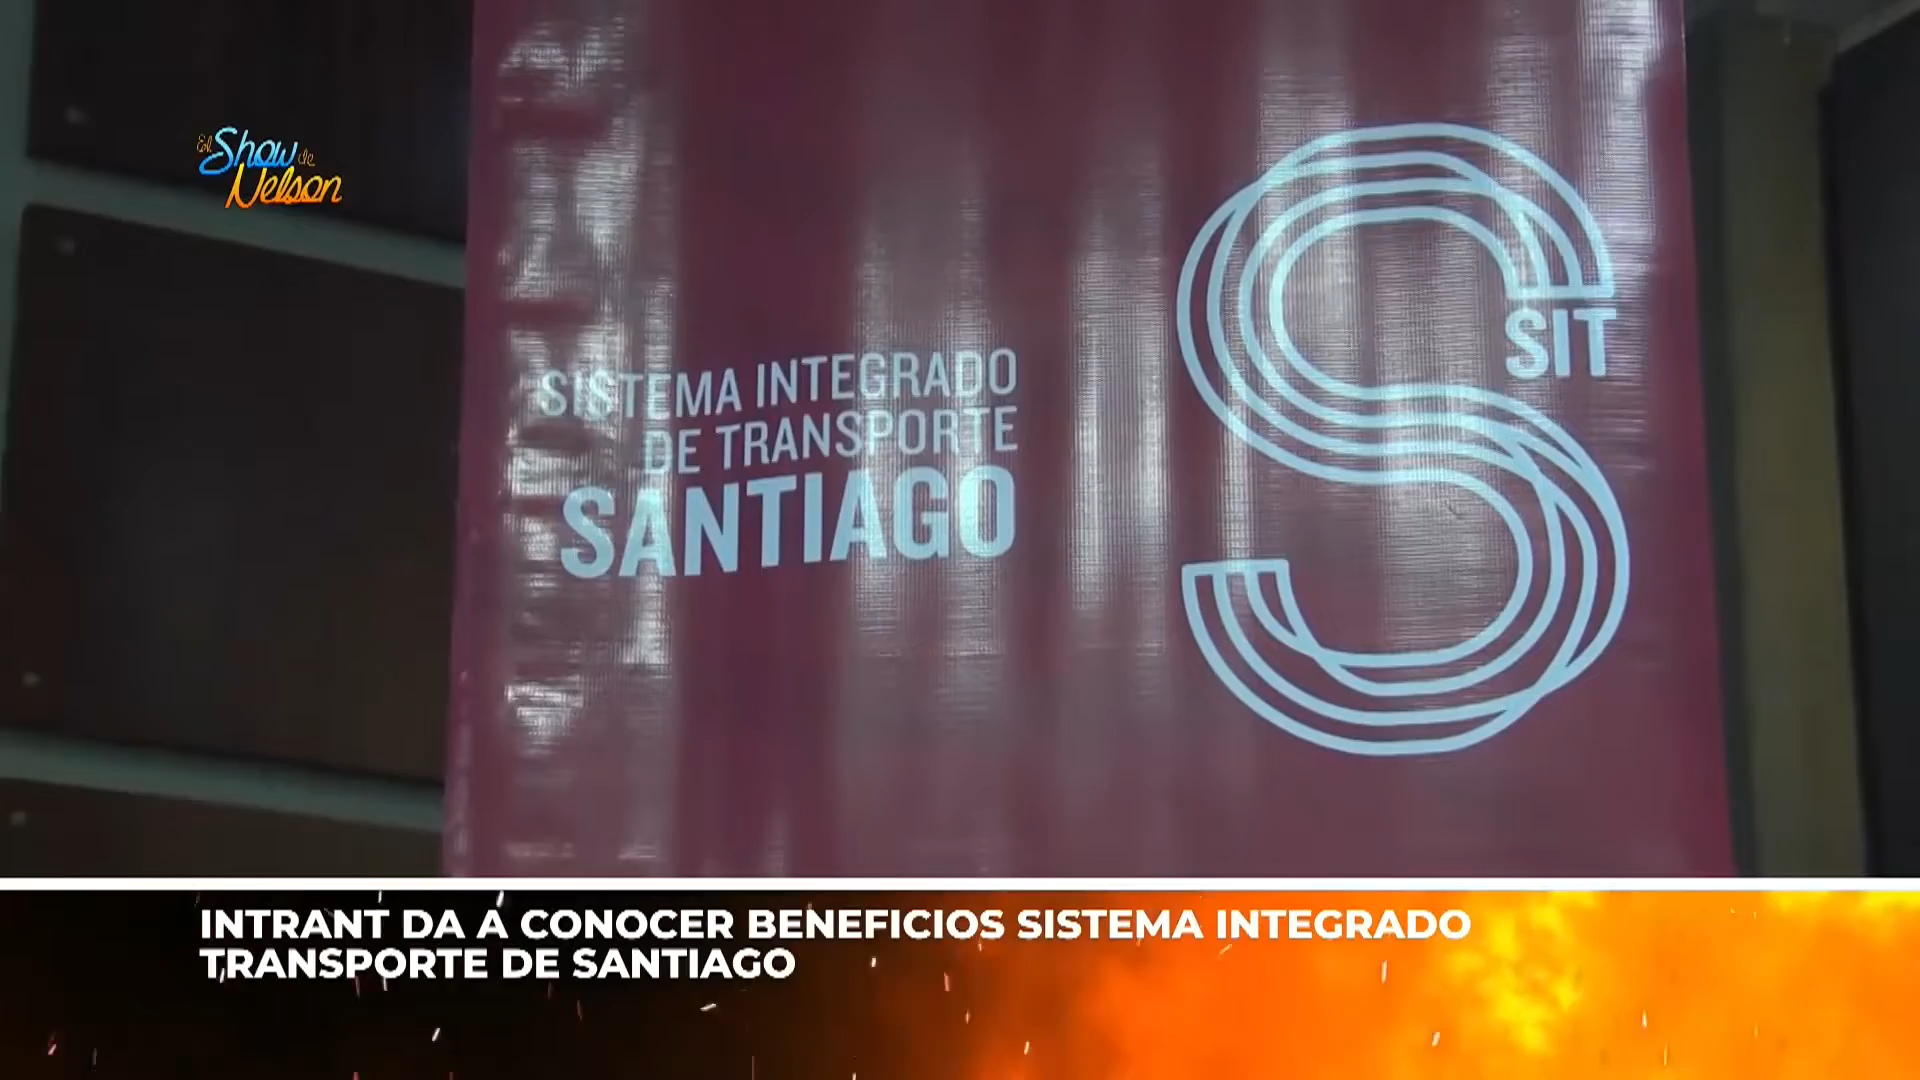 El Show de
Nelson
SIT
SISTEMA INTEGRADO
DE TRANSPORTE
SANTIAGO
INTRANT DA A CONOCER BENEFICIOS SISTEMA INTEGRADO
TRANSPORTE DE SANTIAGO